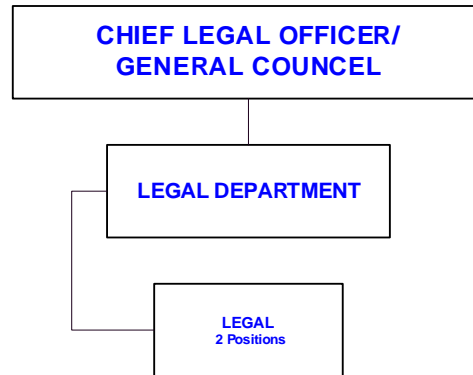 CHIEF LEGAL OFFICER/
GENERAL COUNCEL
LEGAL DEPARTMENT
LEGAL
2 Positions